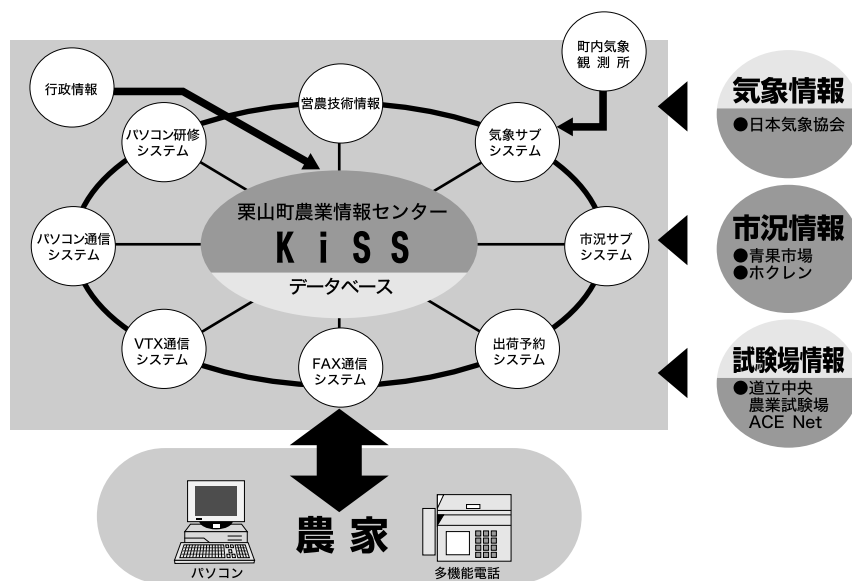 町内気象
観測所
行政情報
営農技術情報
パソコン研修
システム
気象サブ
システム
パソコン通信
システム
栗山町農業情報センター
KiSS
データベース
市況サブ
システム
VTX通信
システム
FAX通信
システム
出荷予約
システム
気象情報
●日本気象協会
市況情報
●青果市場
●ホクレン
試験場情報
●道立中央
農業試験場
ACE Net
農家
パソコン
多機能電話